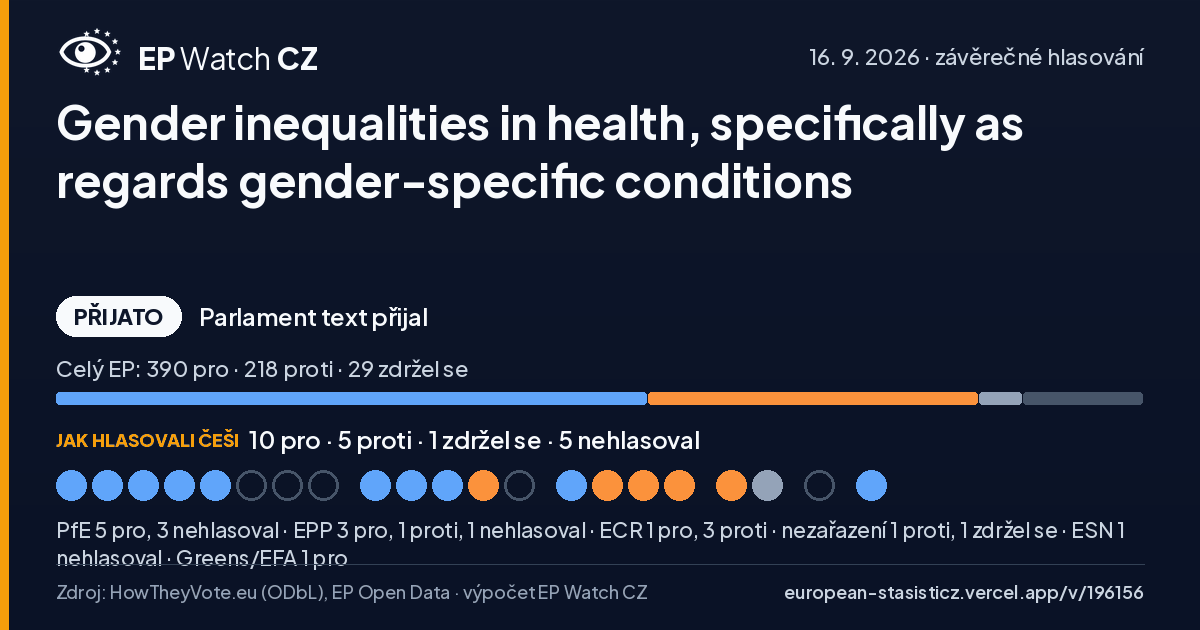 EP Watch CZ
16. 9. 2026 · závěrečné hlasování
Gender inequalities in health, specifically as
regards gender-specific conditions
PŘIJATO Parlament text přijal
Celý EP: 390 pro · 218 proti · 29 zdržel se
JAK HLASOVALI ČEŠI 10 pro · 5 proti · 1 zdržel se · 5 nehlasoval
PfE 5 pro, 3 nehlasoval · EPP 3 pro, 1 proti, 1 nehlasoval · ECR 1 pro, 3 proti · nezařazení 1 proti, 1 zdržel se · ESN 1
nehlasoval · Greens/EFA 1 pro
Zdroj: HowTheyVote.eu (ODbL), EP Open Data · výpočet EP Watch CZ
european-stasisticz.vercel.app/v/196156